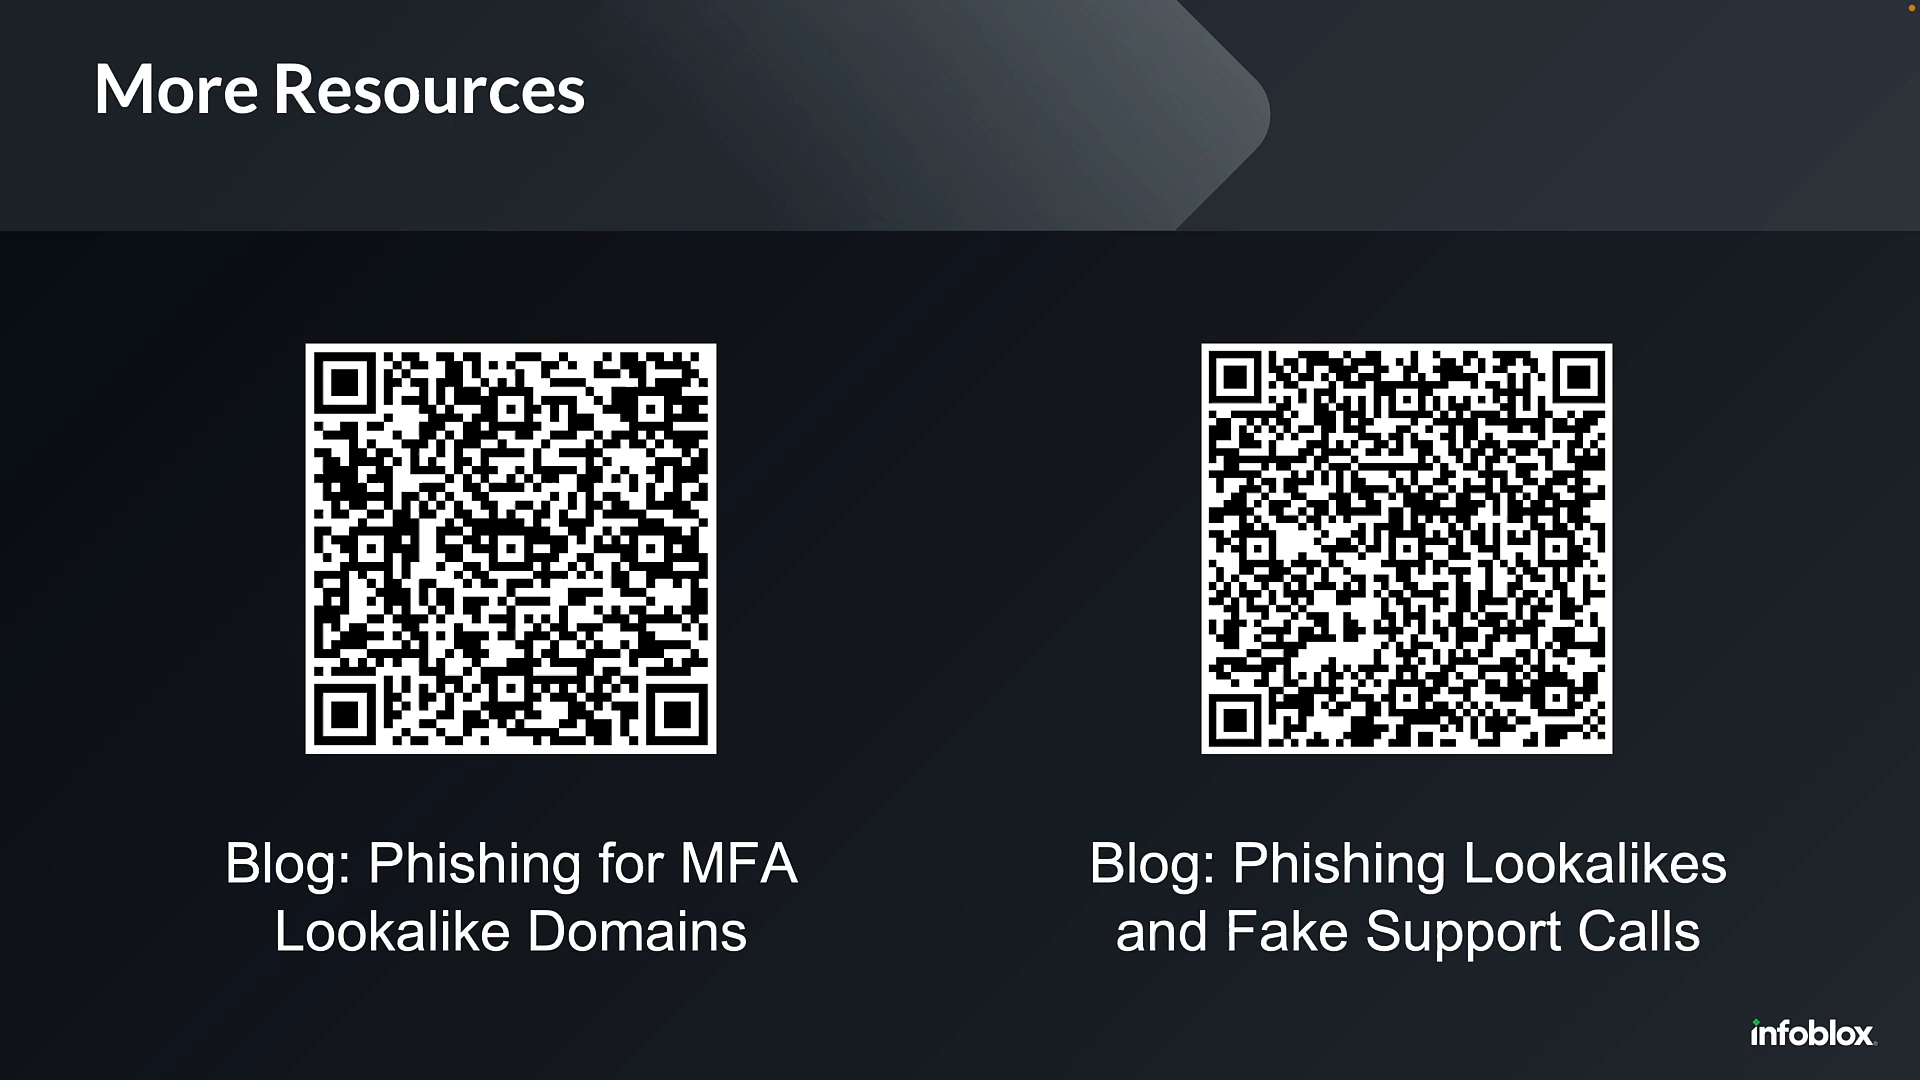 More Resources
Blog: Phishing for MFA
Lookalike Domains
Blog: Phishing Lookalikes
and Fake Support Calls
infoblox